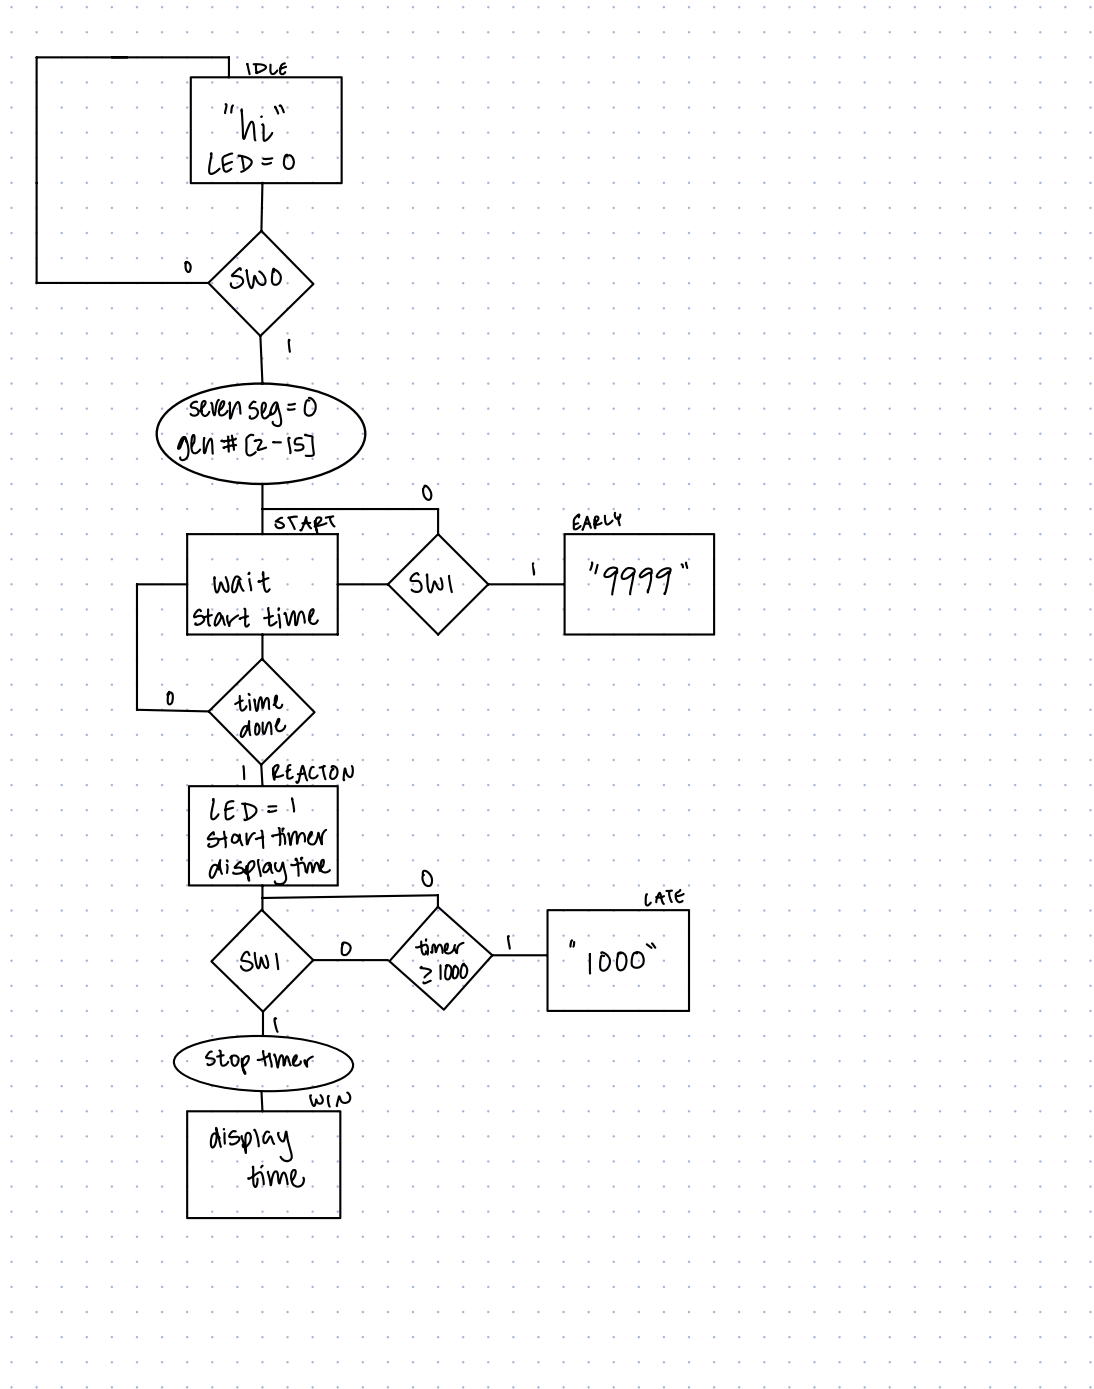 IDLE
"hi"
LED = 0
0
SW0
1
seven seg = 0
gen # [2-15]
0
START
EARLY
wait
start time
SW1
1
"9999"
0
time
done
1
REACTON
LED = 1
start timer
display time
0
LATE
SW1
0
timer
≥ 1000
1
"1000"
1
stop timer
WIN
display
time